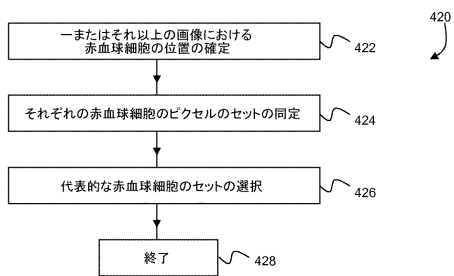 420
一またはそれ以上の画像における
赤血球細胞の位置の確定
422
それぞれの赤血球細胞のピクセルのセットの同定
424
代表的な赤血球細胞のセットの選択
426
終了
428